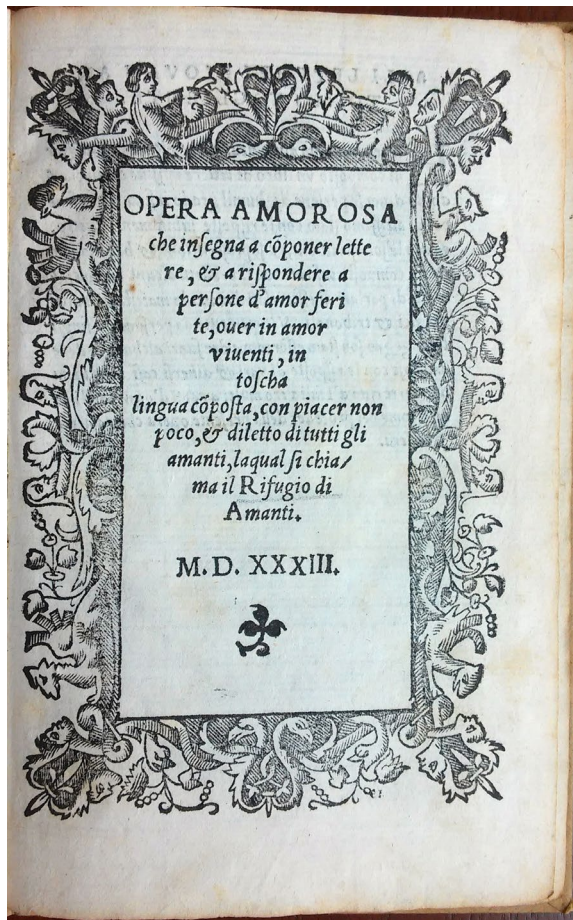 OPERA AMOROSA
che inſegna a cõponer lette
re, & a riſpondere a
perſone d'amor feri
te, ouer in amor
viuenti, in
toſcha
lingua cõpoſta, con piacer non
poco, & diletto di tutti gli
amanti, laqual ſi chia/
ma il Rifugio di
Amanti.
M. D. XXXIII.